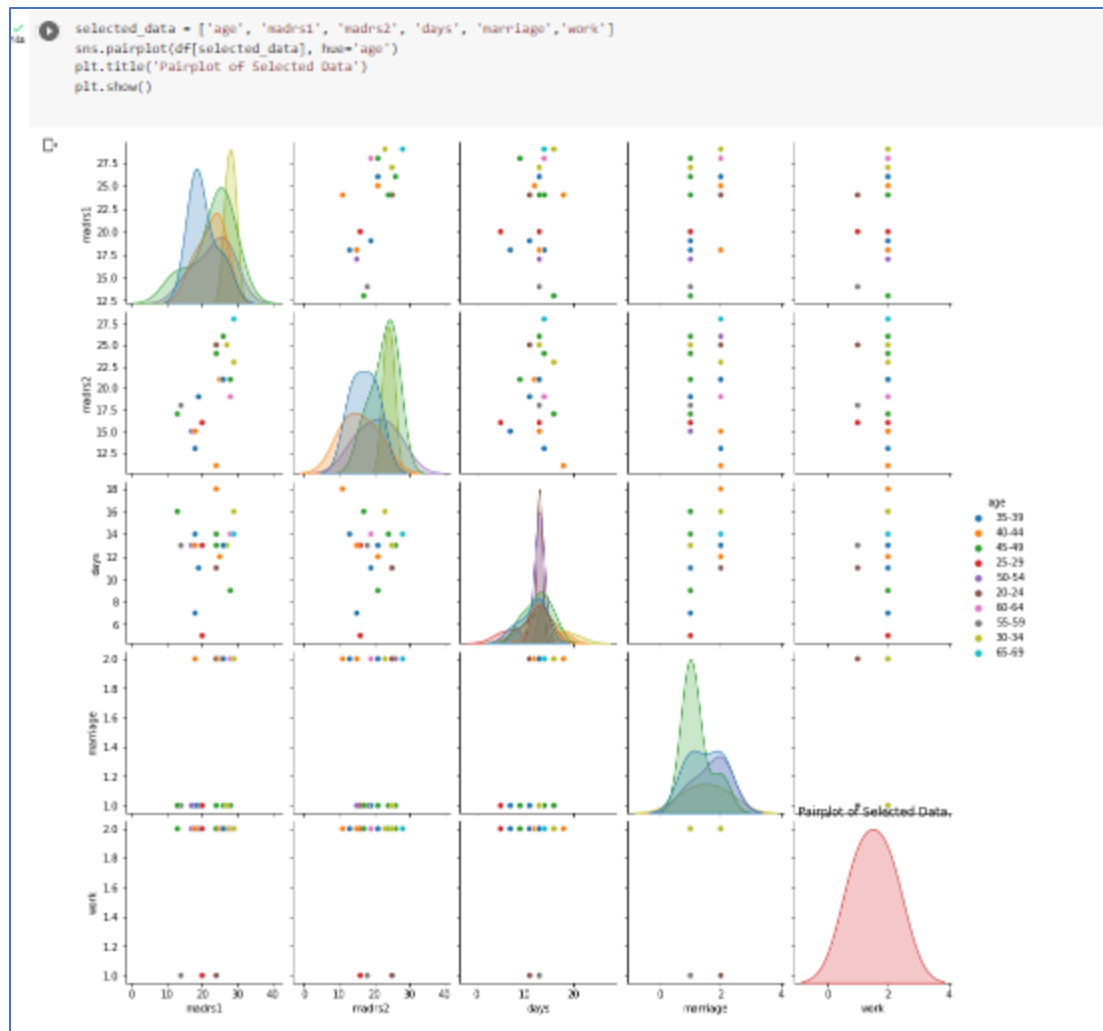 selected_data = ['age', 'madrs1', 'madrs2', 'days', 'marriage','work']
sns.pairplot(df[selected_data], hue='age')
plt.title('Pairplot of Selected Data')
plt.show()
27.5
25.0
22.5
20.0
17.5
15.0
12.5
madrs1
27.5
25.0
22.5
20.0
17.5
15.0
12.5
madrs2
18
16
14
12
10
8
6
days
age
35-39
40-44
45-49
25-29
50-54
20-24
60-64
55-59
30-34
65-69
2.0
1.8
1.6
1.4
1.2
1.0
marriage
Pairplot of Selected Data
2.0
1.8
1.6
1.4
1.2
1.0
work
0 20 40
madrs1
0 20 40
madrs2
0 20
days
0 4
marriage
0 2 4
work